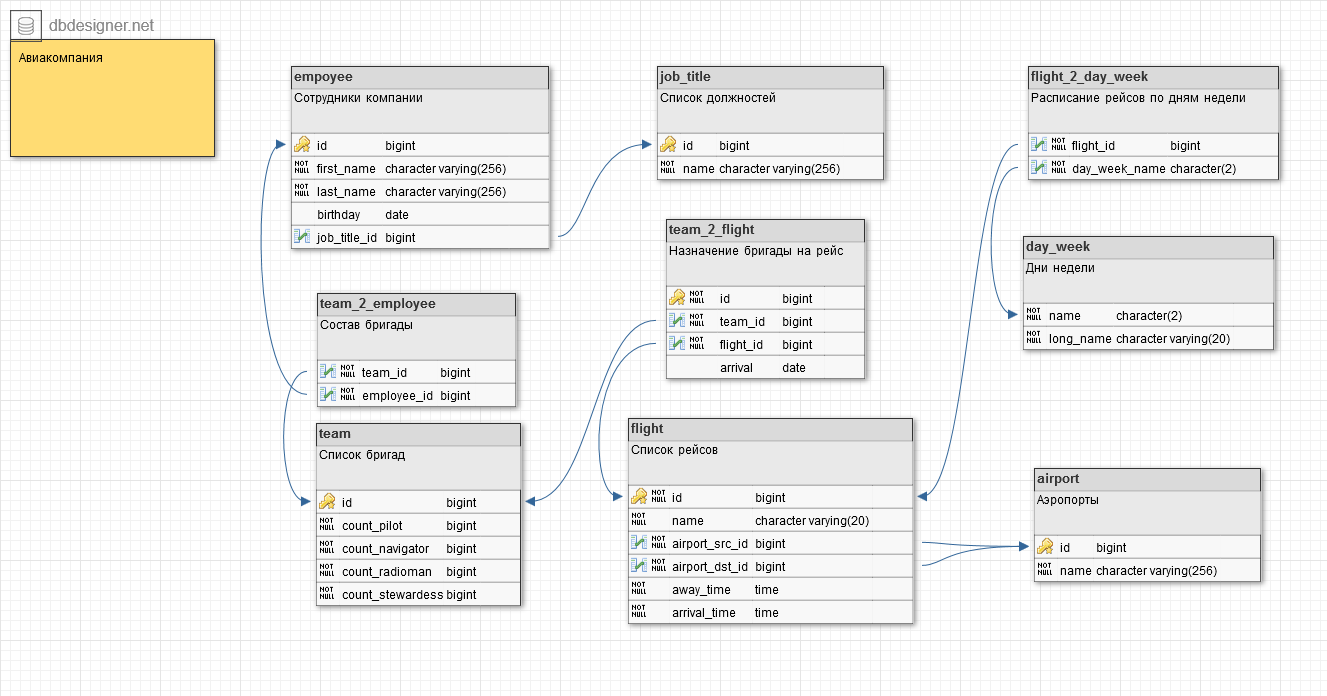 dbdesigner.net
Авиакомпания
empoyee
Сотрудники компании
id bigint
NOT NULL first_name character varying(256)
NOT NULL last_name character varying(256)
birthday date
job_title_id bigint
job_title
Список должностей
id bigint
NOT NULL name character varying(256)
flight_2_day_week
Расписание рейсов по дням недели
NOT NULL flight_id bigint
NOT NULL day_week_name character(2)
team_2_flight
Назначение бригады на рейс
NOT NULL id bigint
NOT NULL team_id bigint
NOT NULL flight_id bigint
arrival date
day_week
Дни недели
NOT NULL name character(2)
NOT NULL long_name character varying(20)
team_2_employee
Состав бригады
NOT NULL team_id bigint
NOT NULL employee_id bigint
team
Список бригад
id bigint
NOT NULL count_pilot bigint
NOT NULL count_navigator bigint
NOT NULL count_radioman bigint
NOT NULL count_stewardess bigint
flight
Список рейсов
NOT NULL id bigint
NOT NULL name character varying(20)
NOT NULL airport_src_id bigint
NOT NULL airport_dst_id bigint
NOT NULL away_time time
NOT NULL arrival_time time
airport
Аэропорты
id bigint
NOT NULL name character varying(256)